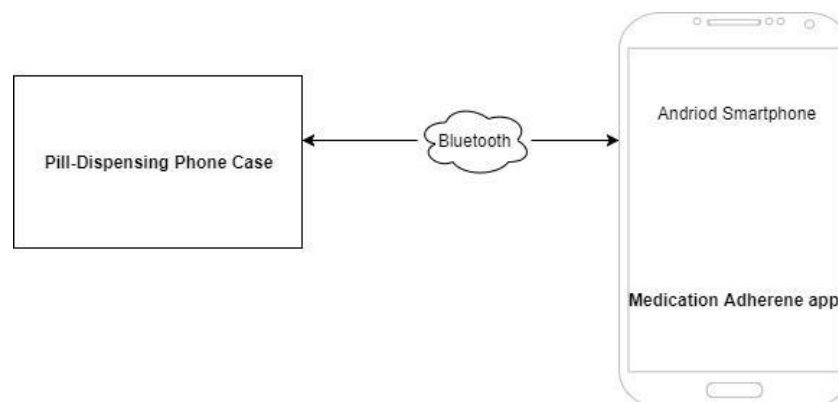 Andriod Smartphone
Bluetooth
Pill-Dispensing Phone Case
Medication Adherene app